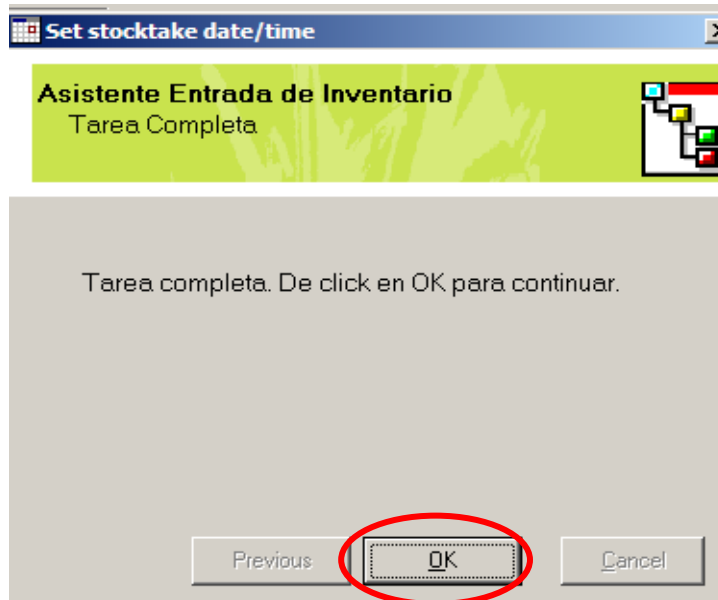 Set stocktake date/time
Asistente Entrada de Inventario
Tarea Completa
Tarea completa. De click en OK para continuar.
Previous OK Cancel